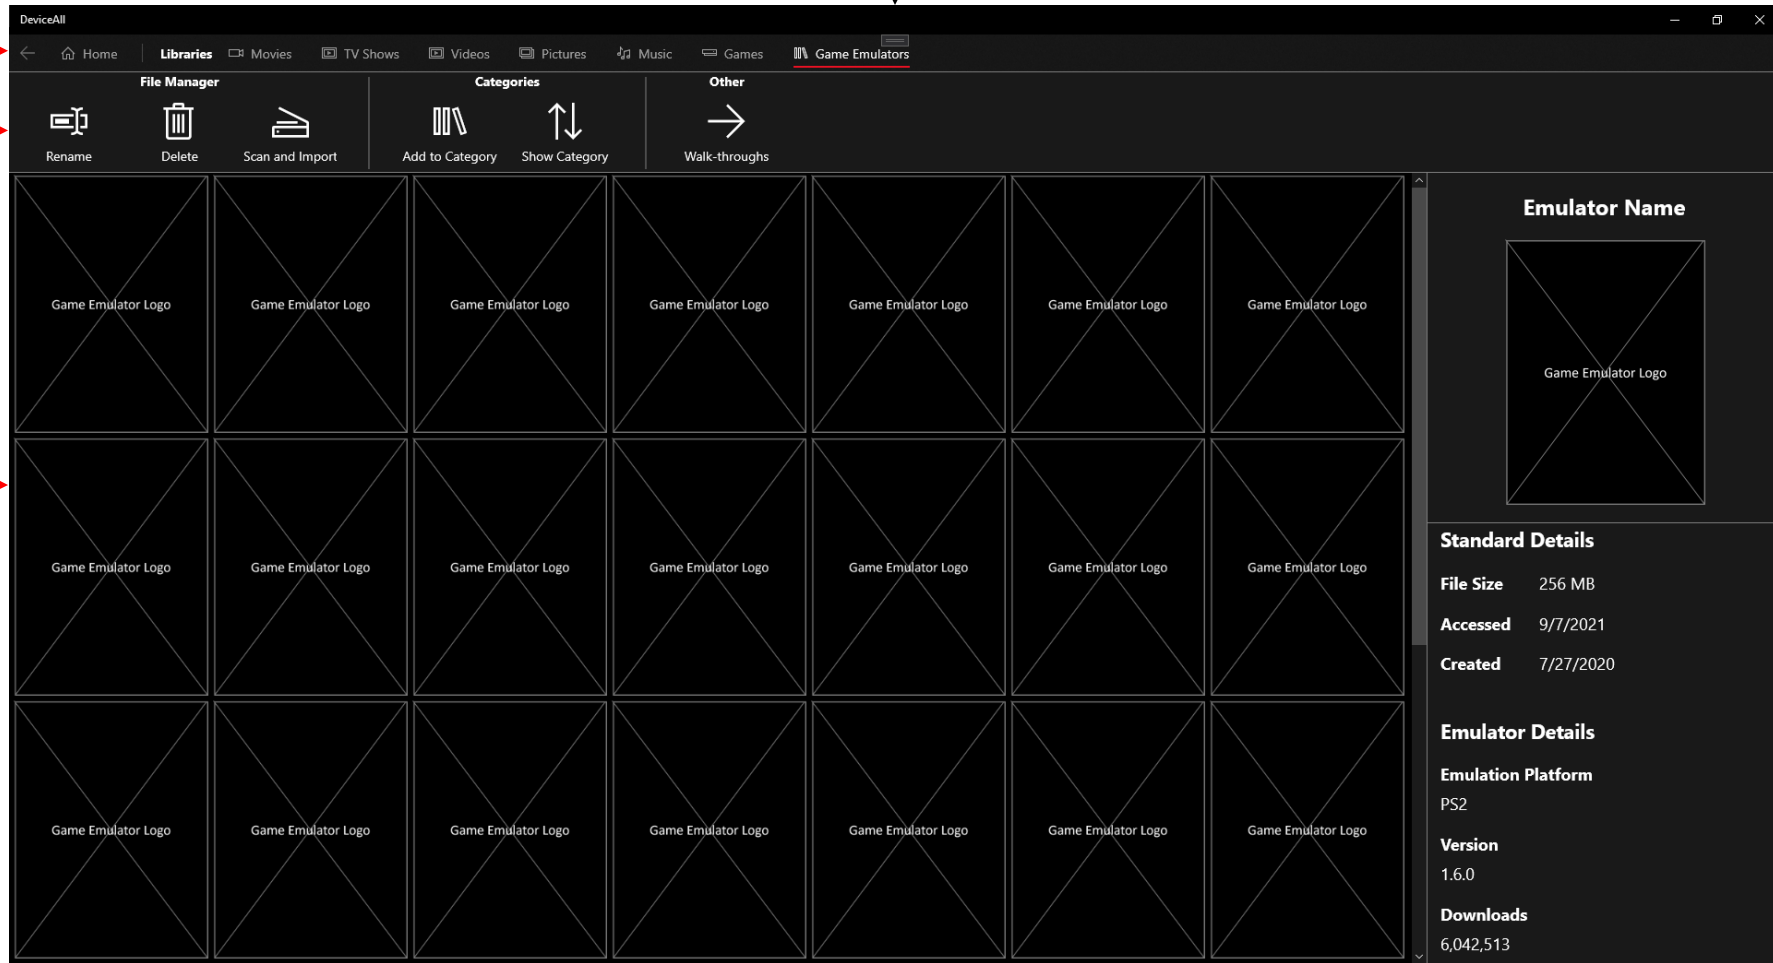 DeviceAll
Home Libraries Movies TV Shows Videos Pictures Music Games Game Emulators
File Manager Categories Other
Rename Delete Scan and Import Add to Category Show Category Walk-throughs
Game Emulator Logo Game Emulator Logo Game Emulator Logo Game Emulator Logo Game Emulator Logo Game Emulator Logo Game Emulator Logo
Game Emulator Logo Game Emulator Logo Game Emulator Logo Game Emulator Logo Game Emulator Logo Game Emulator Logo Game Emulator Logo
Game Emulator Logo Game Emulator Logo Game Emulator Logo Game Emulator Logo Game Emulator Logo Game Emulator Logo Game Emulator Logo
Emulator Name
Game Emulator Logo
Standard Details
File Size 256 MB
Accessed 9/7/2021
Created 7/27/2020
Emulator Details
Emulation Platform
PS2
Version
1.6.0
Downloads
6,042,513